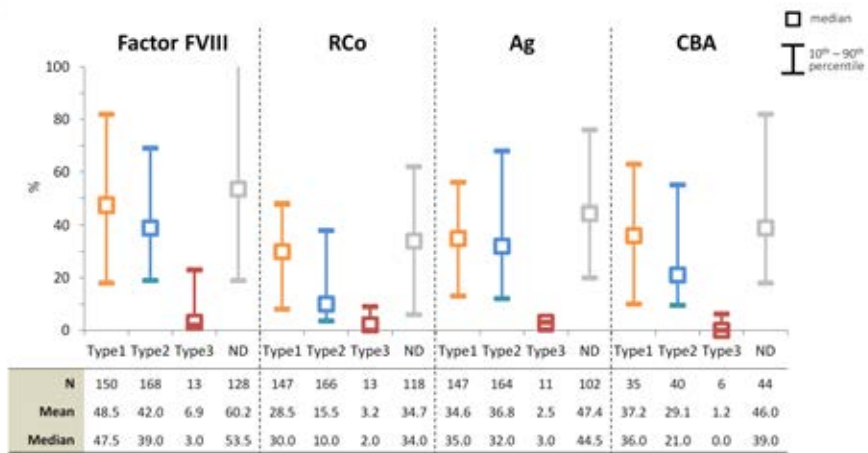 Factor FVIII RCo Ag CBA
median
10th – 90th
percentile
100
80
60
40
20
0
%
Type1 Type2 Type3 ND Type1 Type2 Type3 ND Type1 Type2 Type3 ND Type1 Type2 Type3 ND
N 150 168 13 128 147 166 13 118 147 164 11 102 35 40 6 44
Mean 48.5 42.0 6.9 60.2 28.5 15.5 3.2 34.7 34.6 36.8 2.5 47.4 37.2 29.1 1.2 46.0
Median 47.5 39.0 3.0 53.5 30.0 10.0 2.0 34.0 35.0 32.0 3.0 44.5 36.0 21.0 0.0 39.0